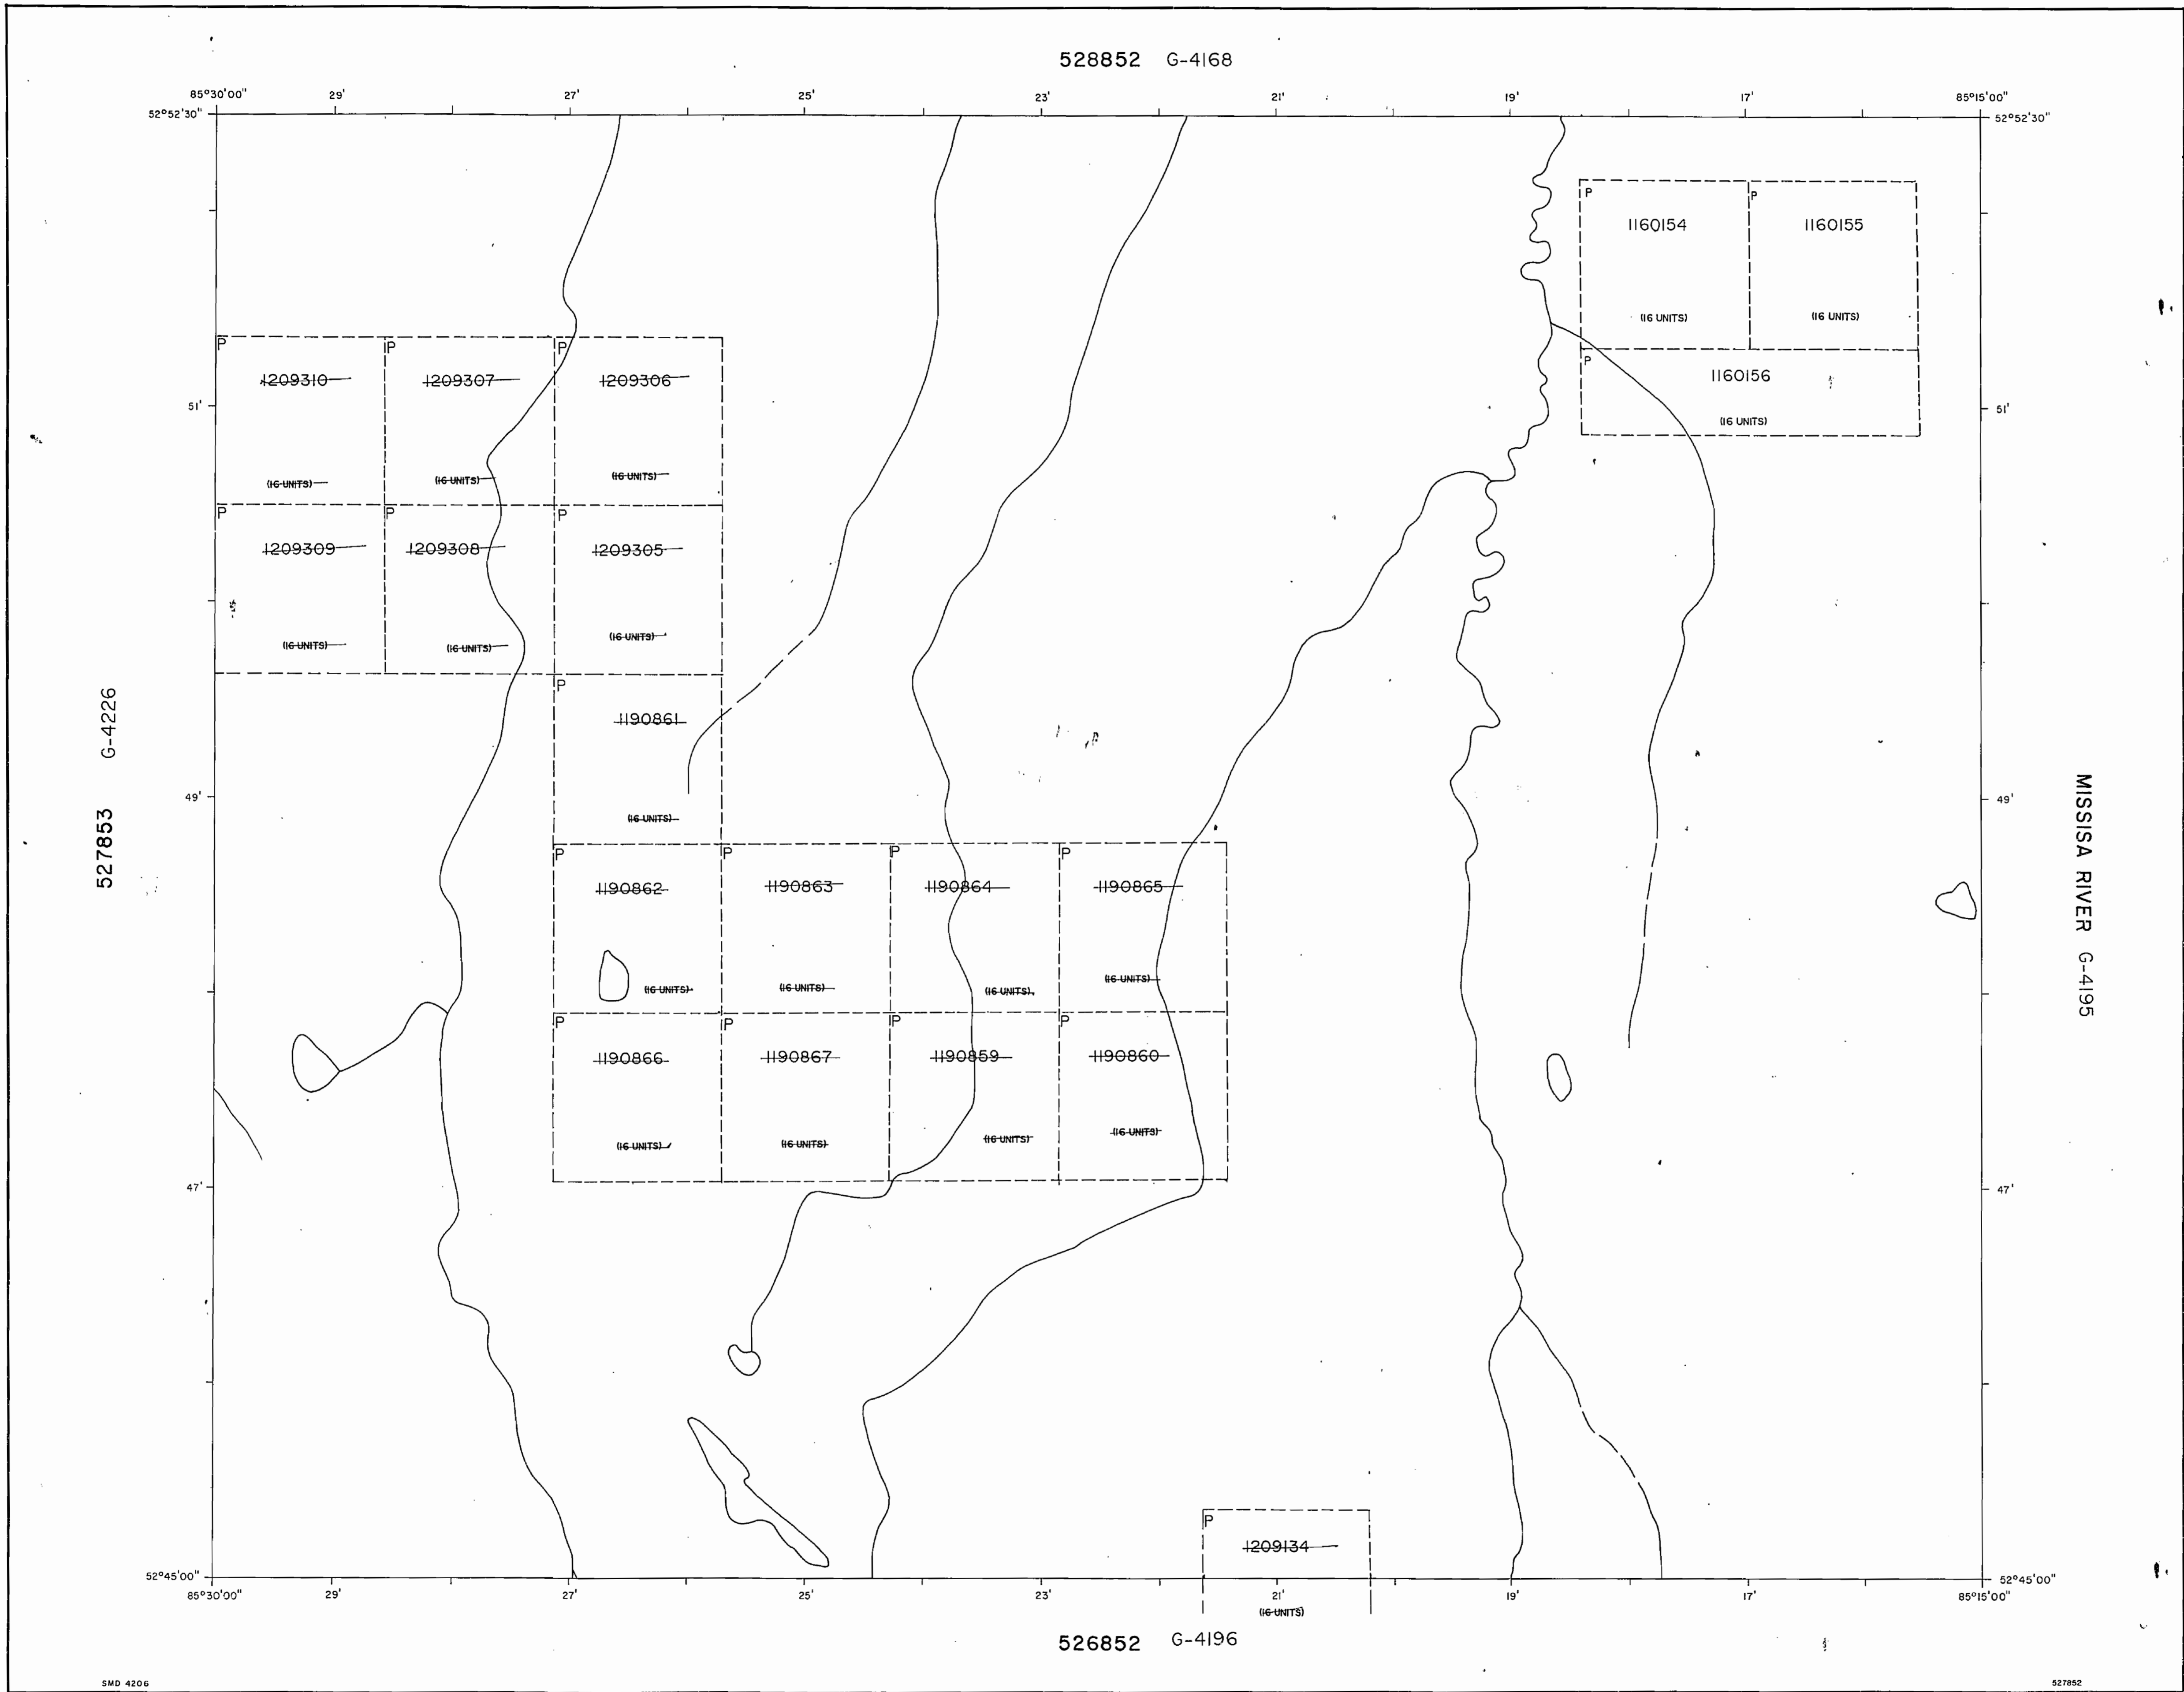 528852 G-4168
85°30'00" 29' 27' 25' 23' 21' 19' 17' 85°15'00"
52°52'30" 52°52'30"
P P
1160154 1160155
(16 UNITS) (16 UNITS)
P P P
P
1209310 1209307 1209306
1160156
51' 51'
(16 UNITS)
(16 UNITS) (16 UNITS) (16 UNITS)
P P P
1209309 1209308 1209305
(16 UNITS) (16 UNITS) (16 UNITS)
P
1190861
527853 G-4226
MISSISA RIVER G-4195
49' 49'
(16 UNITS)
P P P P
1190862 1190863 1190864 1190865
(16 UNITS) (16 UNITS) (16 UNITS) (16 UNITS)
P P P P
1190866 1190867 1190859 1190860
(16 UNITS) (16 UNITS) (16 UNITS) (16 UNITS)
47' 47'
P
1209134
52°45'00" 52°45'00"
85°30'00" 29' 27' 25' 23' 21' 19' 17' 85°15'00"
(16 UNITS)
526852 G-4196
SMD 4206 527852